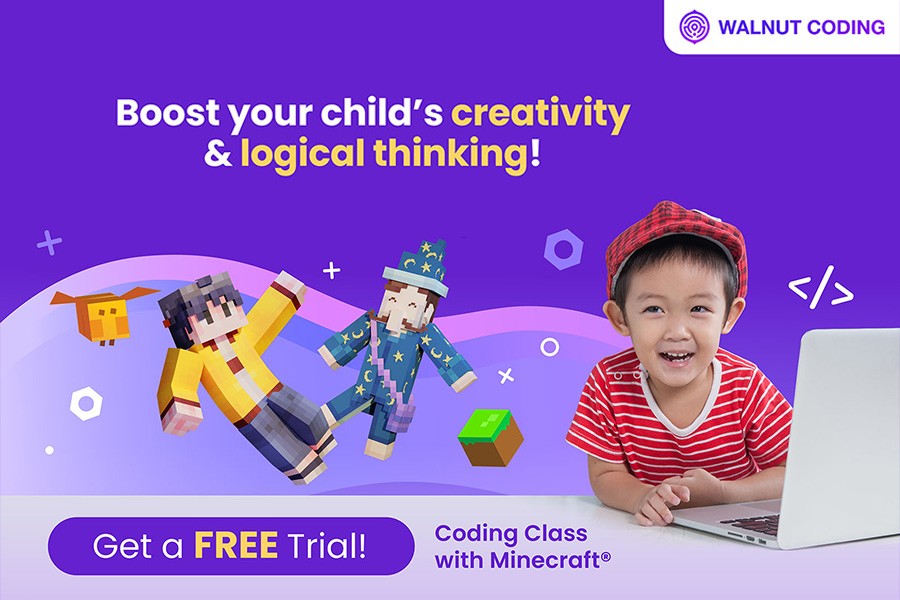 WALNUT CODING
Boost your child's creativity
& logical thinking!
</>
Get a FREE Trial!
Coding Class
with Minecraft®